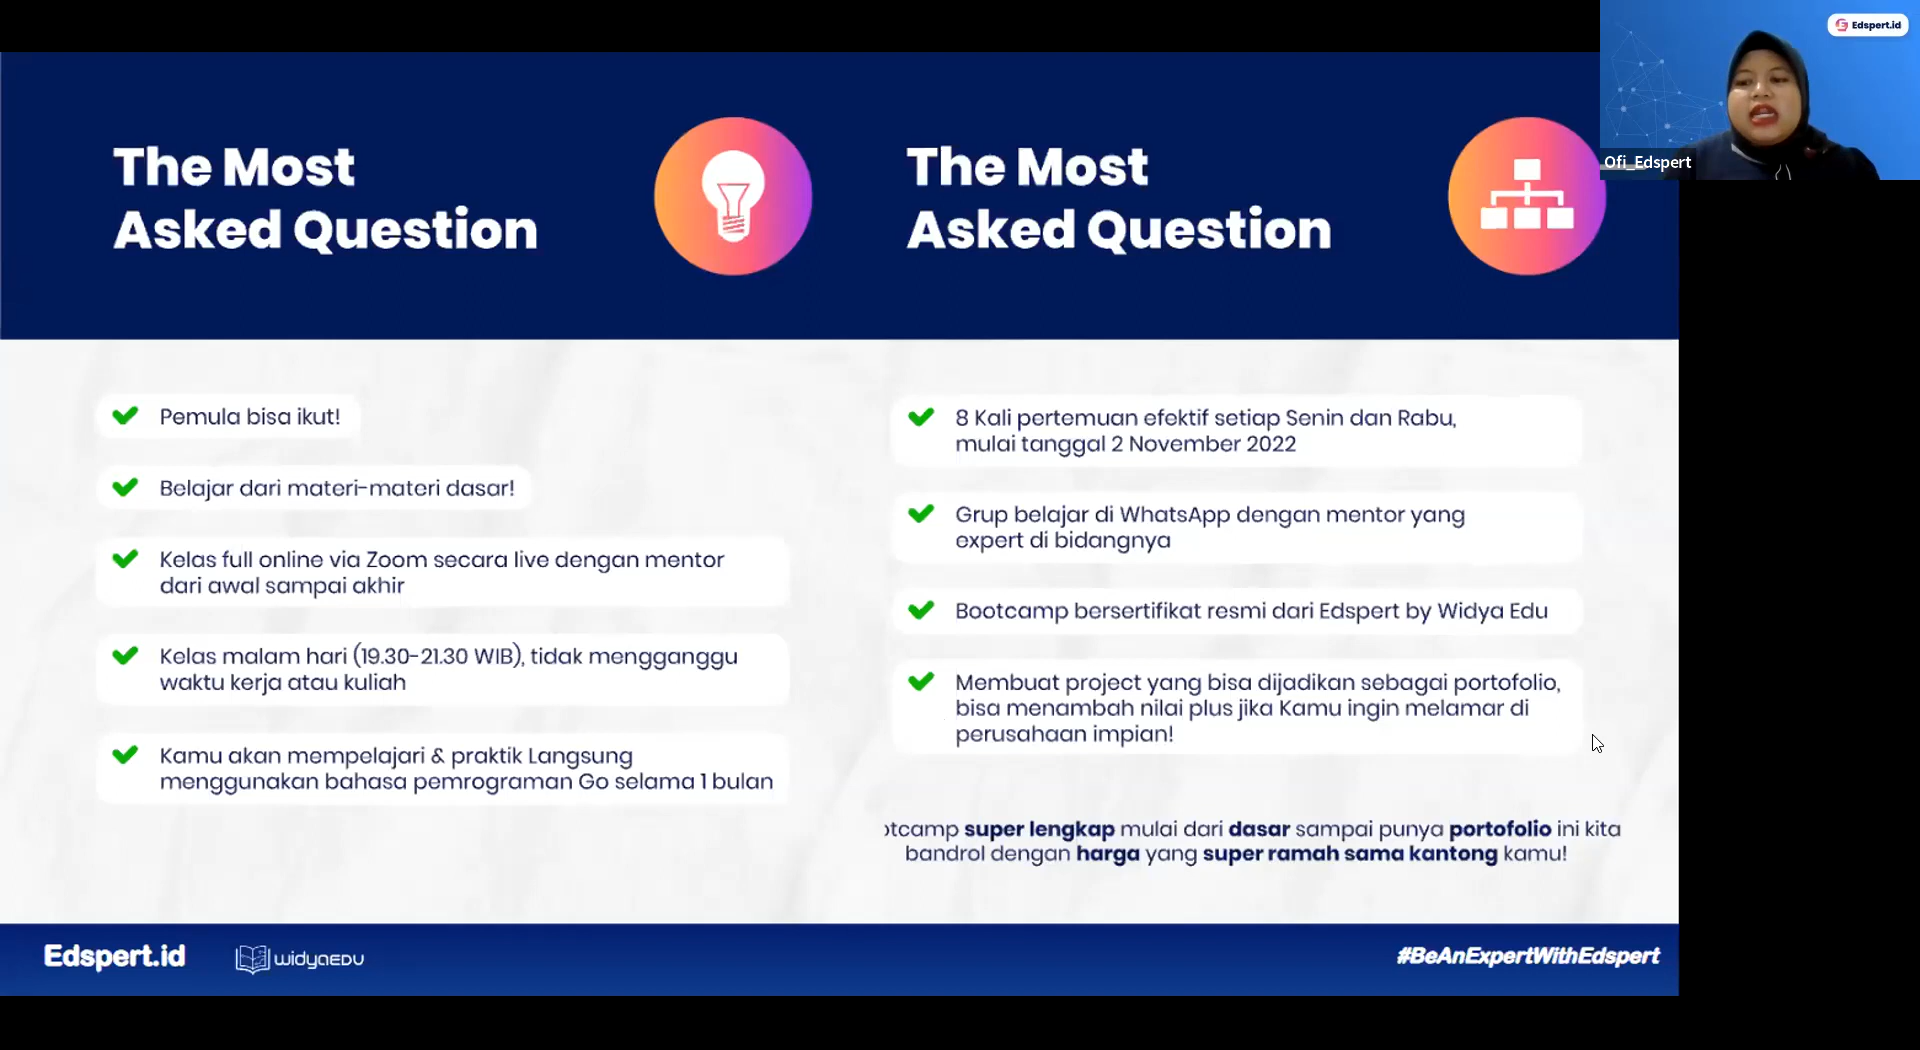 Edspert.id
Ofi_Edspert
The Most
Asked Question
Pemula bisa ikut!
Belajar dari materi-materi dasar!
Kelas full online via Zoom secara live dengan mentor
dari awal sampai akhir
Kelas malam hari (19.30-21.30 WIB), tidak mengganggu
waktu kerja atau kuliah
Kamu akan mempelajari & praktik Langsung
menggunakan bahasa pemrograman Go selama 1 bulan
The Most
Asked Question
8 Kali pertemuan efektif setiap Senin dan Rabu,
mulai tanggal 2 November 2022
Grup belajar di WhatsApp dengan mentor yang
expert di bidangnya
Bootcamp bersertifikat resmi dari Edspert by Widya Edu
Membuat project yang bisa dijadikan sebagai portofolio,
bisa menambah nilai plus jika Kamu ingin melamar di
perusahaan impian!
otcamp super lengkap mulai dari dasar sampai punya portofolio ini kita
bandrol dengan harga yang super ramah sama kantong kamu!
Edspert.id
WIDYAEDU
#BeAnExpertWithEdspert